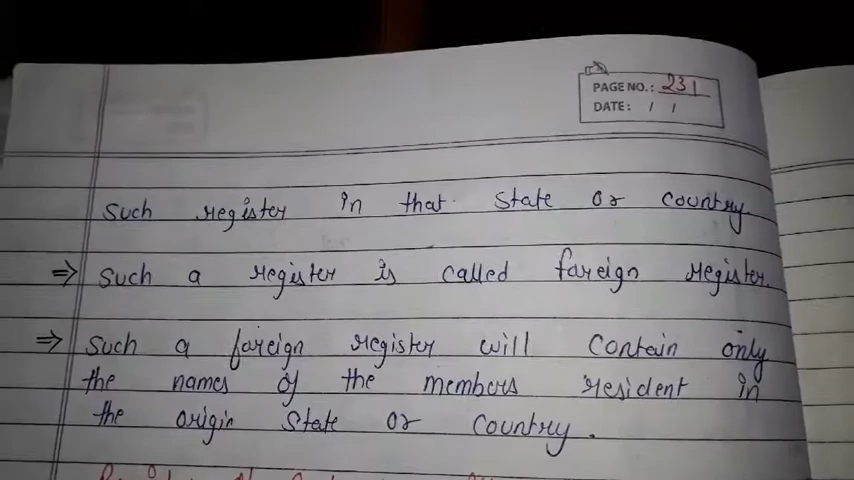 PAGE NO.: 231
DATE: / /
Such register in that State or Country.
⇒ Such a register is called fareign register.
⇒ Such a foreign register will contain only
the names of the members resident in
the origin State or Country.